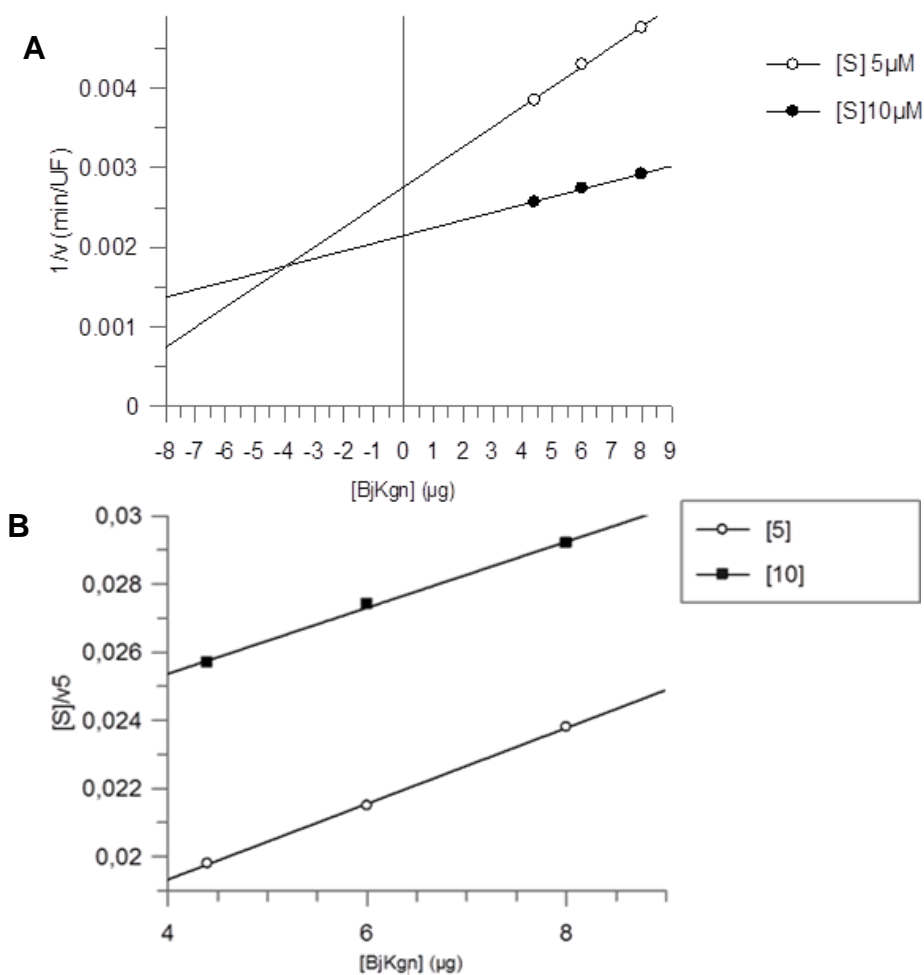 A
[S] 5µM
[S]10µM
1/v (min/UF)
0.004
0.003
0.002
0.001
0
-8 -7 -6 -5 -4 -3 -2 -1 0 1 2 3 4 5 6 7 8 9
[BjKgn] (µg)
B
[5]
[10]
[S]/v5
0,03
0,028
0,026
0,024
0,022
0,02
4 6 8
[BjKgn] (µg)